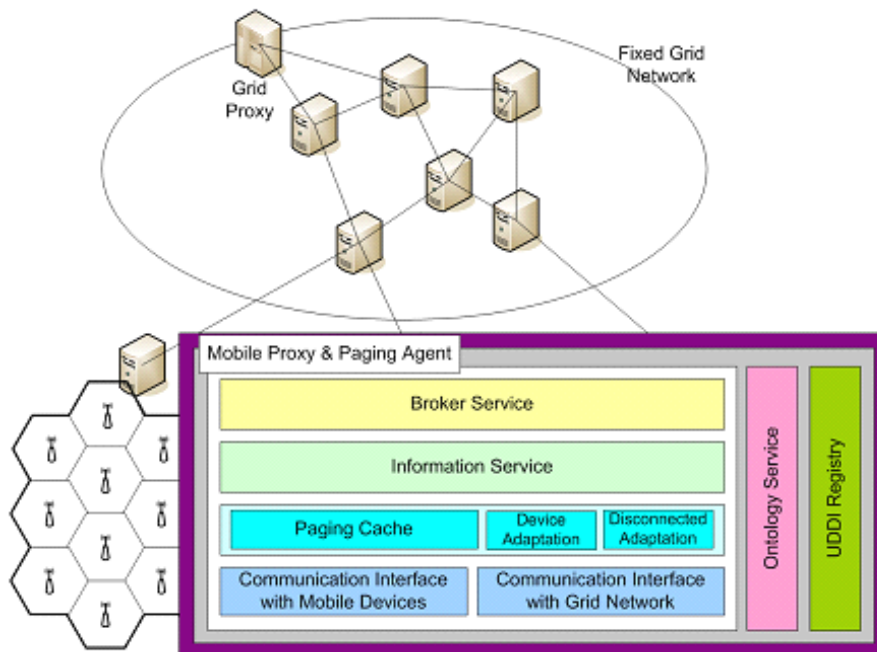 Fixed Grid
Network
Grid
Proxy
Mobile Proxy & Paging Agent
Broker Service
Information Service
Paging Cache
Device
Adaptation
Disconnected
Adaptation
Communication Interface
with Mobile Devices
Communication Interface
with Grid Network
Ontology Service
UDDI Registry